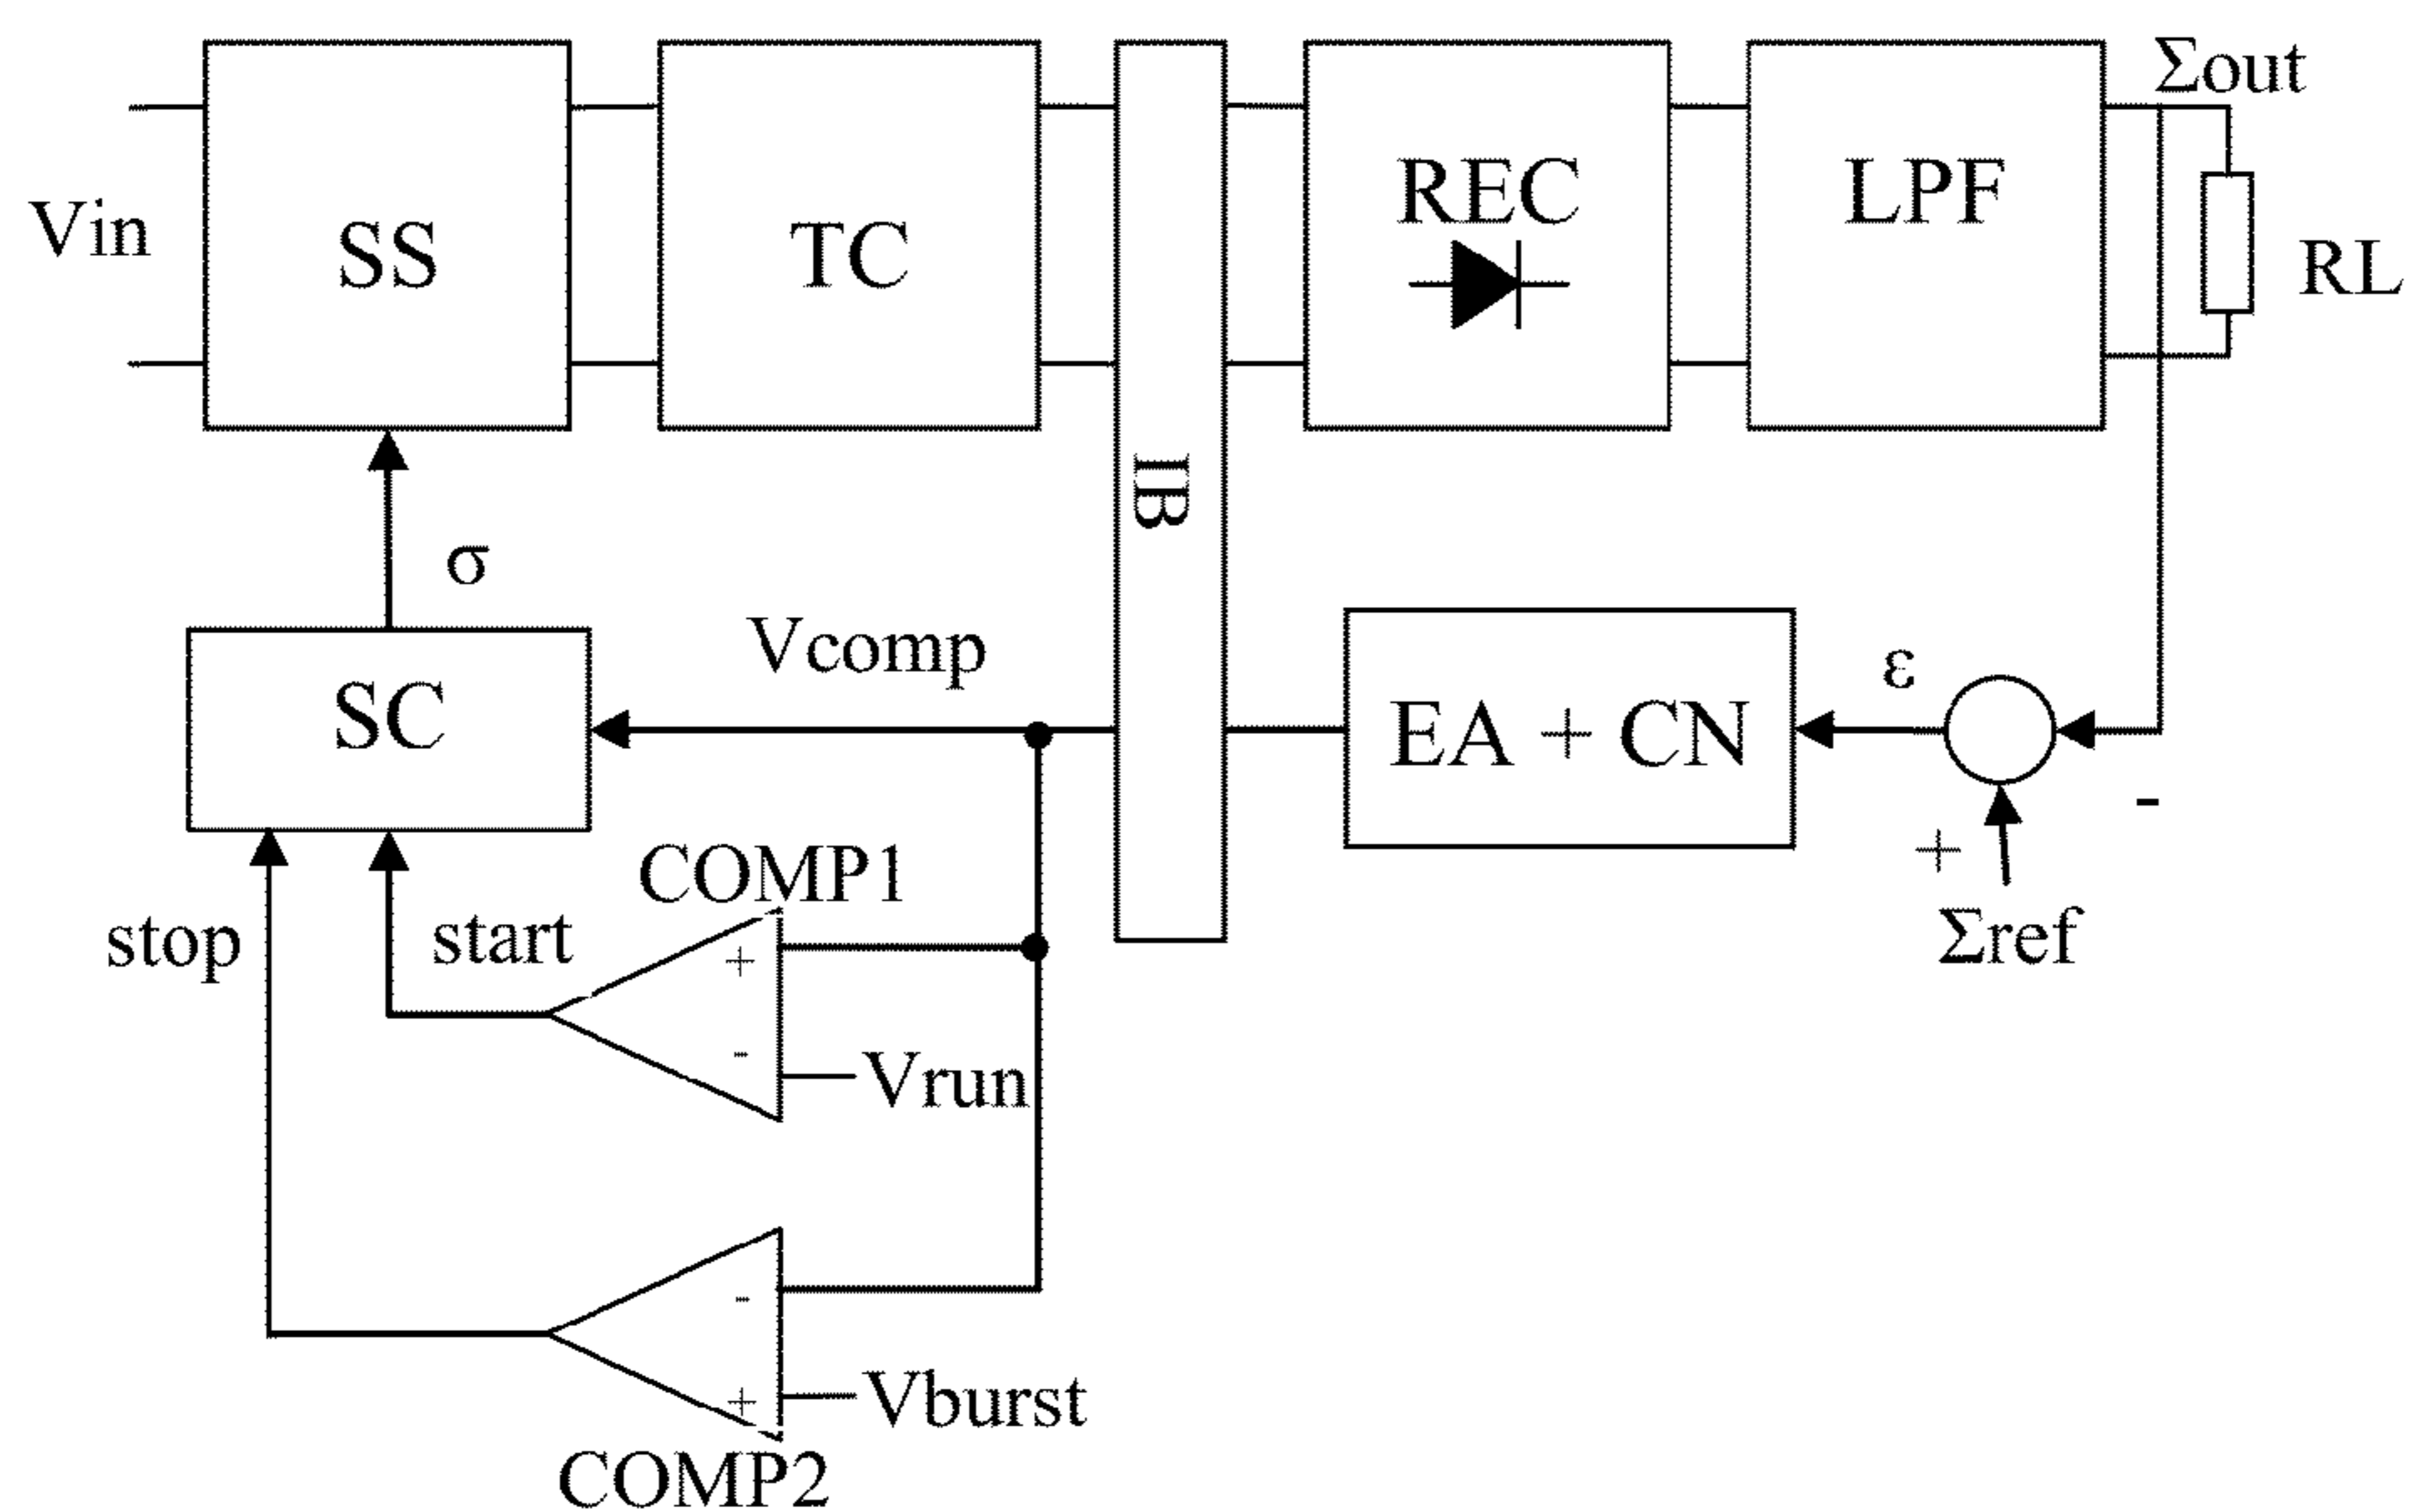 Σout
Vin
SS
TC
REC
LPF
RL
IB
σ
Vcomp
SC
EA + CN
ε
-
+
Σref
COMP1
stop
start
+
-
Vrun
-
+
Vburst
COMP2